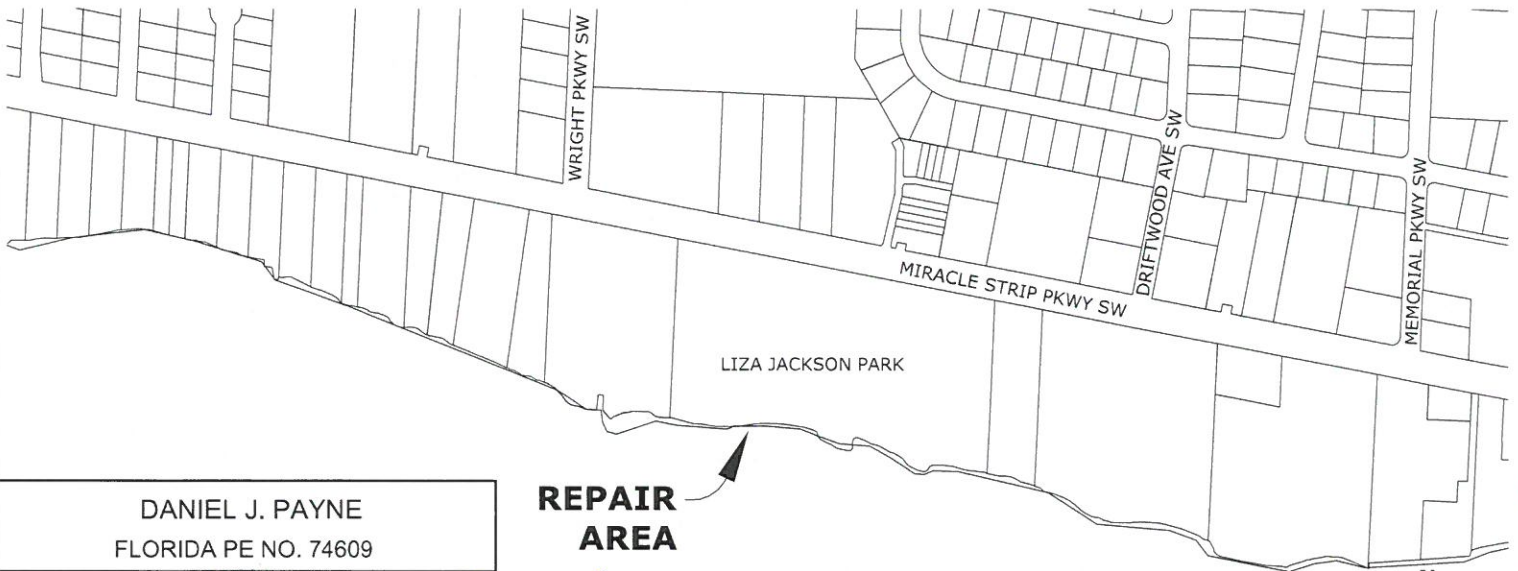 WRIGHT PKWY SW
DRIFTWOOD AVE SW
MEMORIAL PKWY SW
MIRACLE STRIP PKWY SW
LIZA JACKSON PARK
REPAIR
AREA
DANIEL J. PAYNE
FLORIDA PE NO. 74609